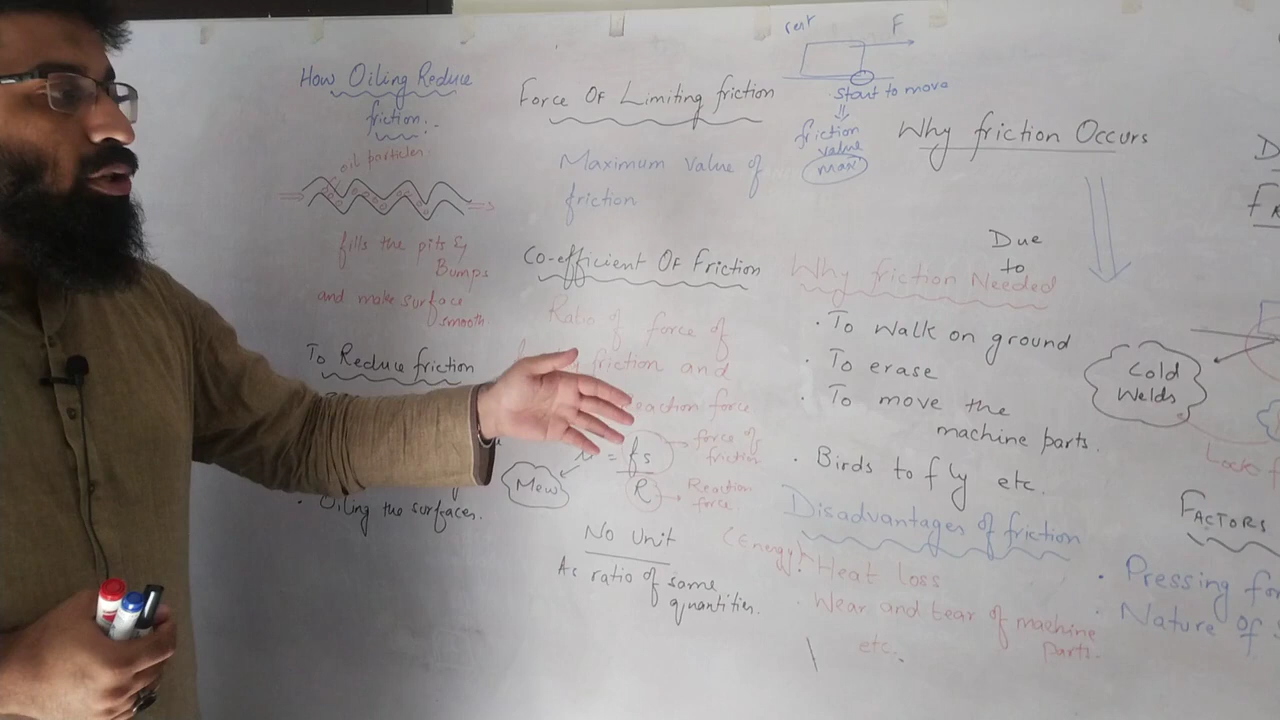 How Oiling Reduce
friction:-
oil particles.
fills the pits &
Bumps
and make surface
smooth.
To Reduce friction
Oiling the surfaces.
Force Of Limiting friction
Maximum Value of
friction
Co-efficient Of Friction
Ratio of force of
friction and
reaction force
= fs
R
force of
friction
Reaction
force.
Mew
No Unit
As ratio of same
quantities.
rest
F
start to move
friction
value
max
Why friction Occurs
Due
to
Cold
Welds
Why friction Needed
· To walk on ground
· To erase
· To move the
machine parts.
· Birds to fly etc.
Disadvantages of friction
(Energy) Heat loss
· Wear and tear of machine
parts.
etc.
FACTORS
· Pressing
· Nature of